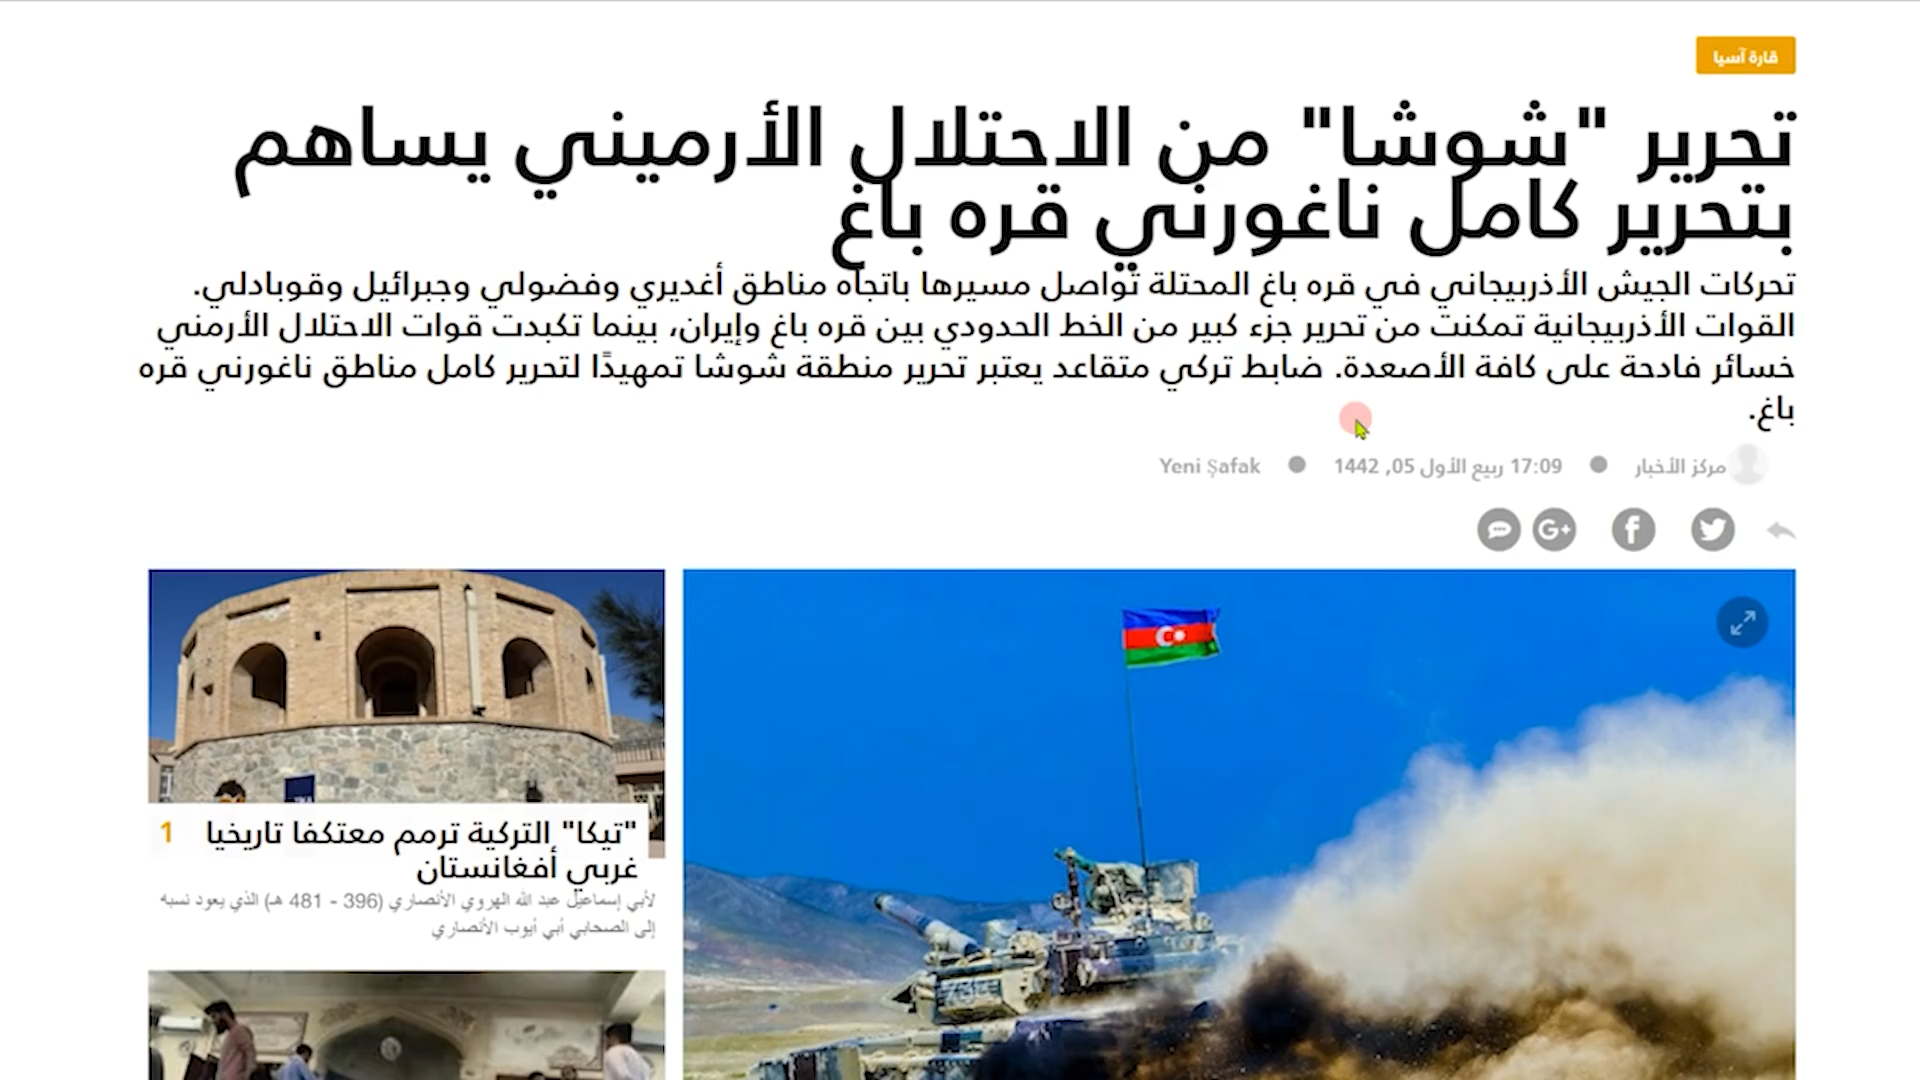 قارة آسيا
تحرير "شوشا" من الاحتلال الأرميني يساهم
بتحرير كامل ناغورني قره باغ
تحركات الجيش الأذربيجاني في قره باغ المحتلة تواصل مسيرها باتجاه مناطق أغديري وفضولي وجبرائيل وقوبادلي.
القوات الأذربيجانية تمكنت من تحرير جزء كبير من الخط الحدودي بين قره باغ وإيران، بينما تكبدت قوات الاحتلال الأرمني
خسائر فادحة على كافة الأصعدة. ضابط تركي متقاعد يعتبر تحرير منطقة شوشا تمهيدًا لتحرير كامل مناطق ناغورني قره
باغ.
مركز الأخبار ● 17:09 ربيع الأول 05, 1442 ● Yeni Şafak
G+ f
"تيكا" التركية ترمم معتكفا تاريخيا 1
غربي أفغانستان
لأبي إسماعيل عبد الله الهروي الأنصاري (396 - 481 هـ) الذي يعود نسبه
إلى الصحابي أبي أيوب الأنصاري